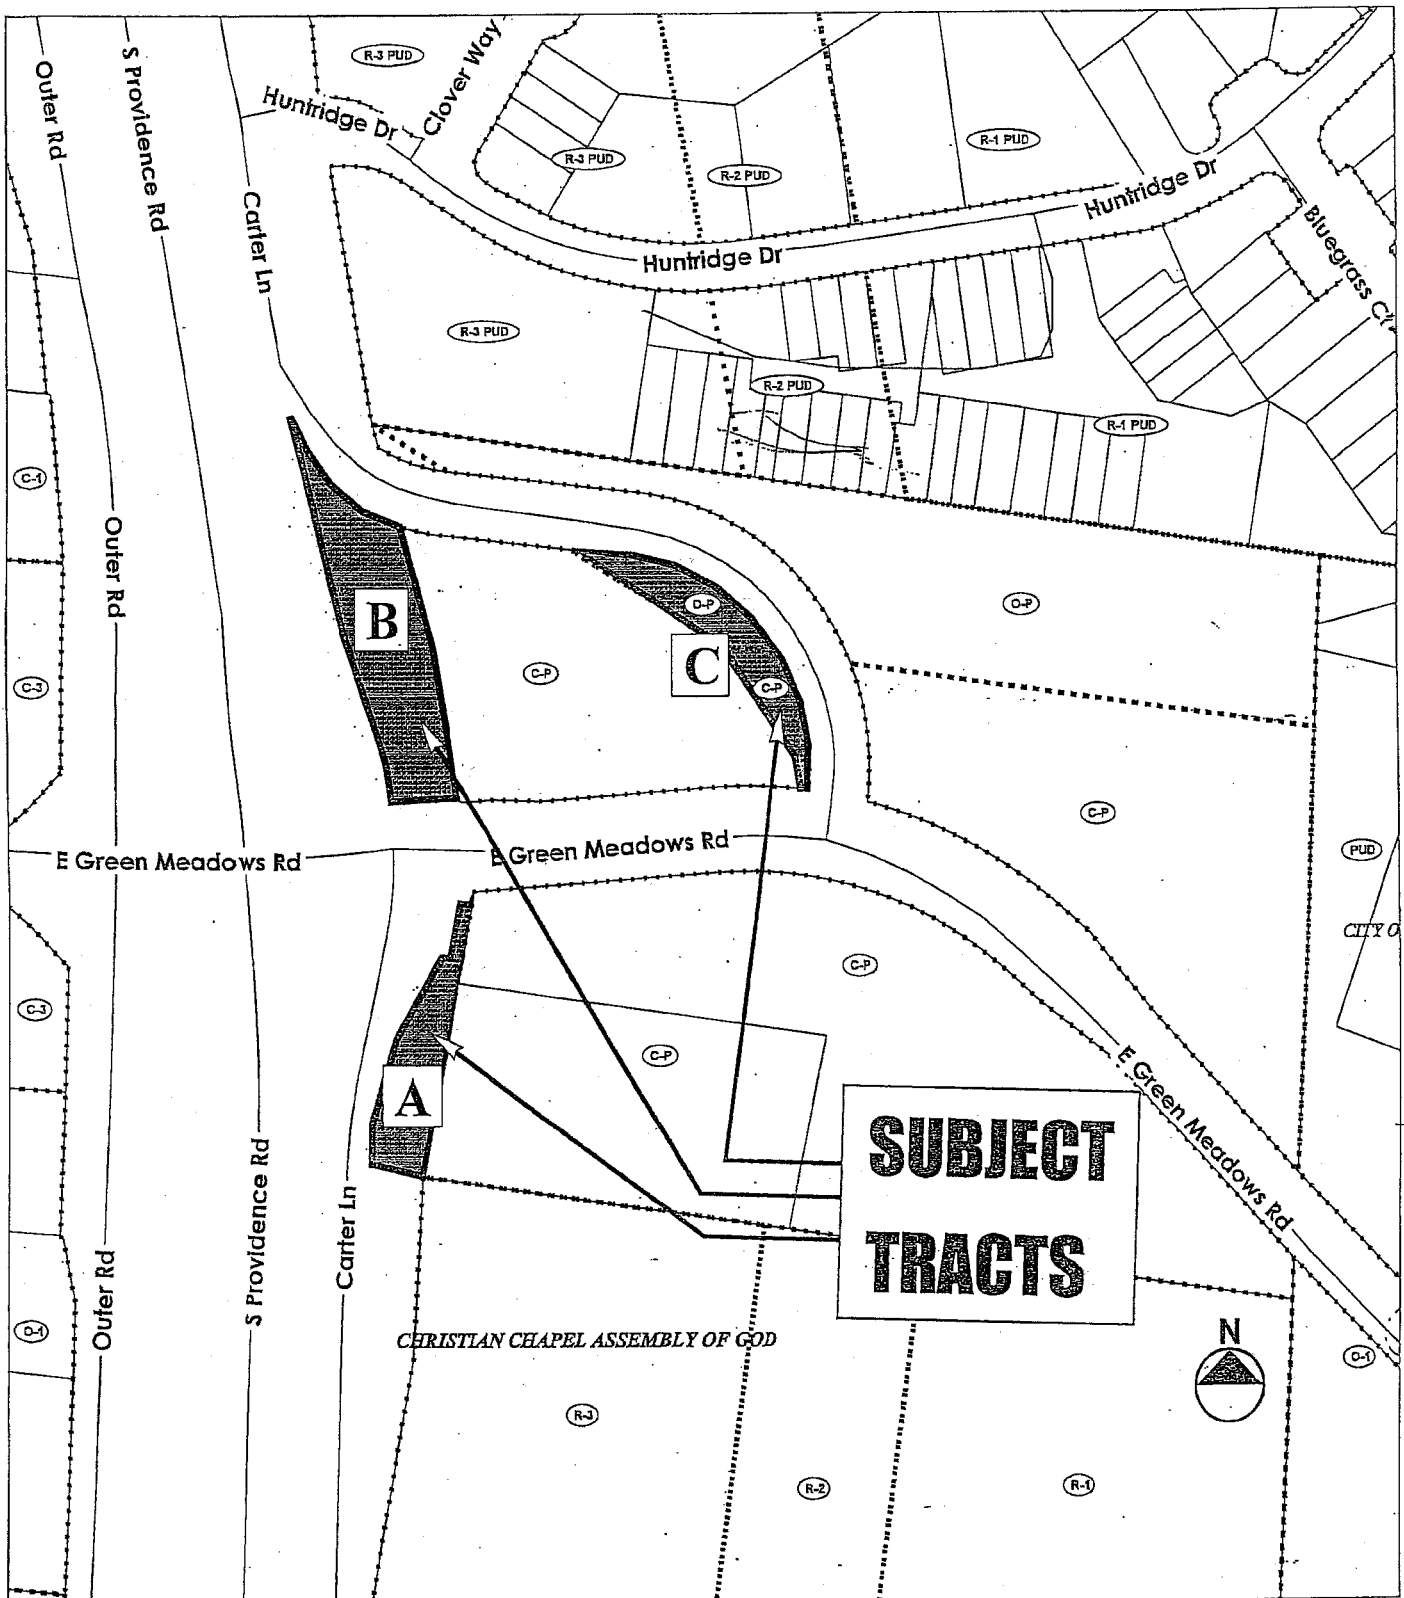 Outer Rd
S Providence Rd
R-3 PUD
Clover Way
Huntridge Dr
R-3 PUD
R-2 PUD
R-1 PUD
Huntridge Dr
Carter Ln
Huntridge Dr
Bluegrass Ct
R-3 PUD
R-2 PUD
R-1 PUD
C-1
Outer Rd
B
O-P
O-P
C
C-P
C-P
C-3
C-P
E Green Meadows Rd
E Green Meadows Rd
PUD
CITY O
C-P
C-P
E Green Meadows Rd
A
SUBJECT
TRACTS
S Providence Rd
Carter Ln
Outer Rd
CHRISTIAN CHAPEL ASSEMBLY OF GOD
N
O-1
R-3
R-2
R-1